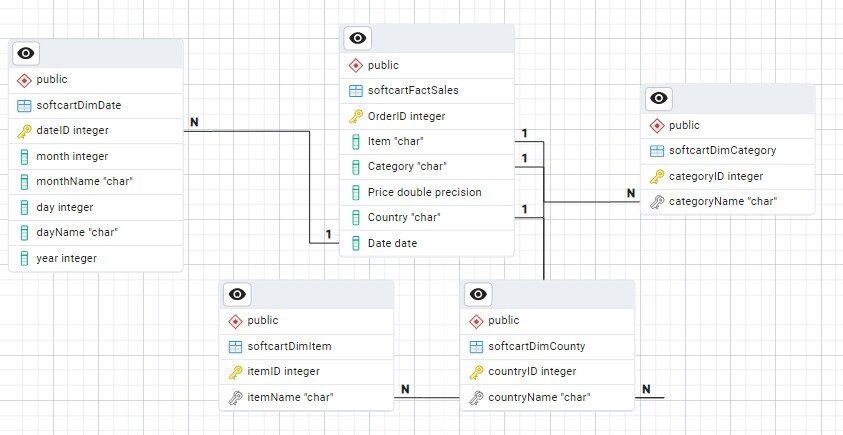 public
softcartDimDate
dateID integer
month integer
monthName "char"
day integer
dayName "char"
year integer
N
1
public
softcartFactSales
OrderID integer
Item "char"
Category "char"
Price double precision
Country "char"
Date date
1
1
1
N
public
softcartDimCategory
categoryID integer
categoryName "char"
public
softcartDimItem
itemID integer
itemName "char"
N
public
softcartDimCounty
countryID integer
countryName "char"
N